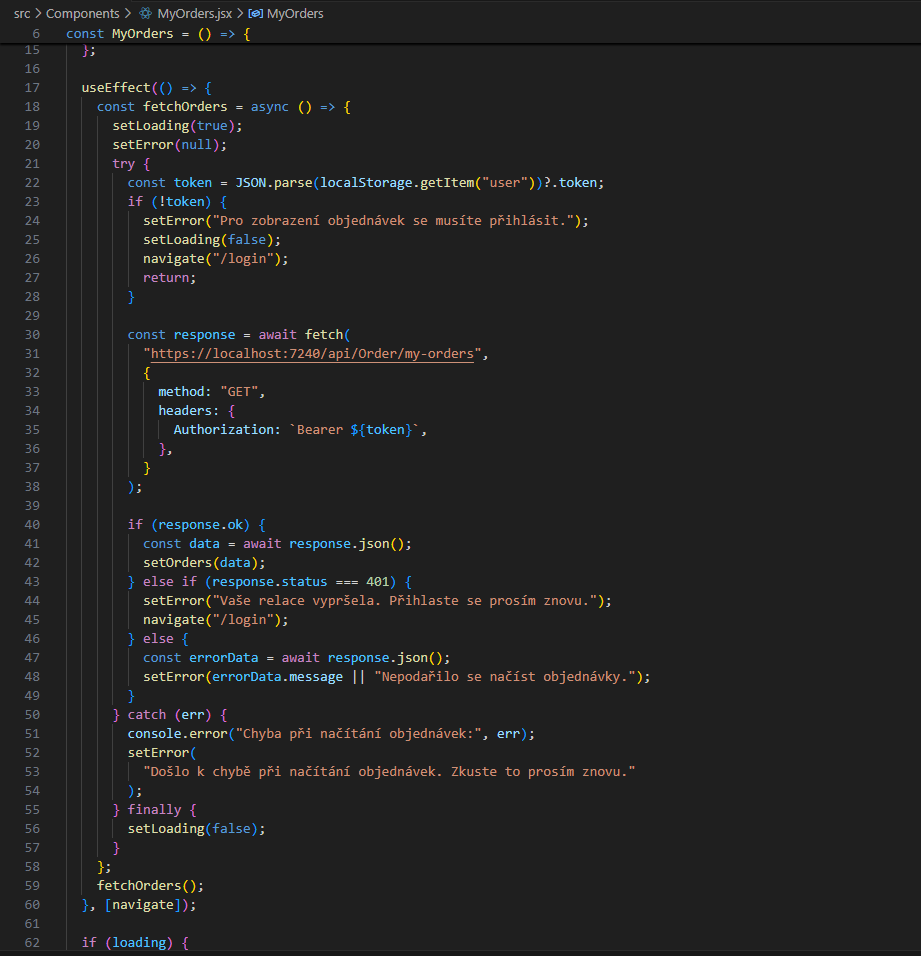 src > Components > MyOrders.jsx > MyOrders
6 const MyOrders = () => {
15 };
16
17 useEffect(() => {
18 const fetchOrders = async () => {
19 setLoading(true);
20 setError(null);
21 try {
22 const token = JSON.parse(localStorage.getItem("user"))?.token;
23 if (!token) {
24 setError("Pro zobrazení objednávek se musíte přihlásit.");
25 setLoading(false);
26 navigate("/login");
27 return;
28 }
29
30 const response = await fetch(
31 "https://localhost:7240/api/Order/my-orders",
32 {
33 method: "GET",
34 headers: {
35 Authorization: `Bearer ${token}`,
36 },
37 }
38 );
39
40 if (response.ok) {
41 const data = await response.json();
42 setOrders(data);
43 } else if (response.status === 401) {
44 setError("Vaše relace vypršela. Přihlaste se prosím znovu.");
45 navigate("/login");
46 } else {
47 const errorData = await response.json();
48 setError(errorData.message || "Nepodařilo se načíst objednávky.");
49 }
50 } catch (err) {
51 console.error("Chyba při načítání objednávek:", err);
52 setError(
53 "Došlo k chybě při načítání objednávek. Zkuste to prosím znovu."
54 );
55 } finally {
56 setLoading(false);
57 }
58 };
59 fetchOrders();
60 }, [navigate]);
61
62 if (loading) {